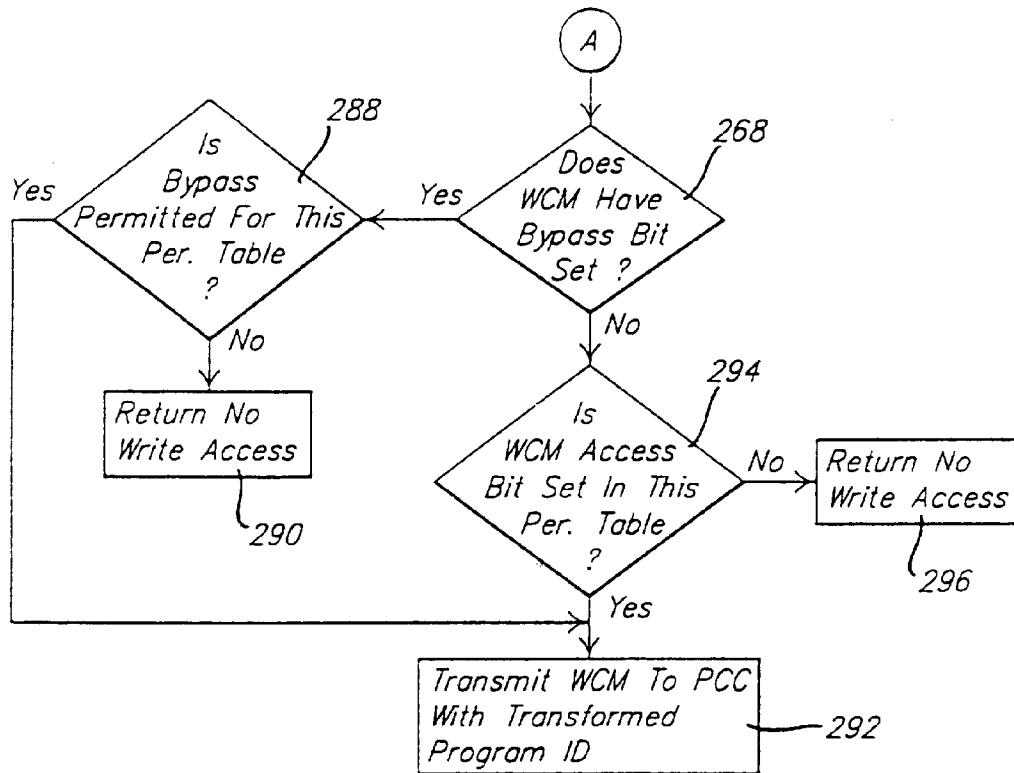 A
288
Is
Bypass
Permitted For This
Per. Table
?
Yes
Yes
268
Does
WCM Have
Bypass Bit
Set ?
No
No
Return No
Write Access
290
294
Is
WCM Access
Bit Set In This
Per. Table
?
No
Return No
Write Access
296
Yes
Transmit WCM To PCC
With Transformed
Program ID
292